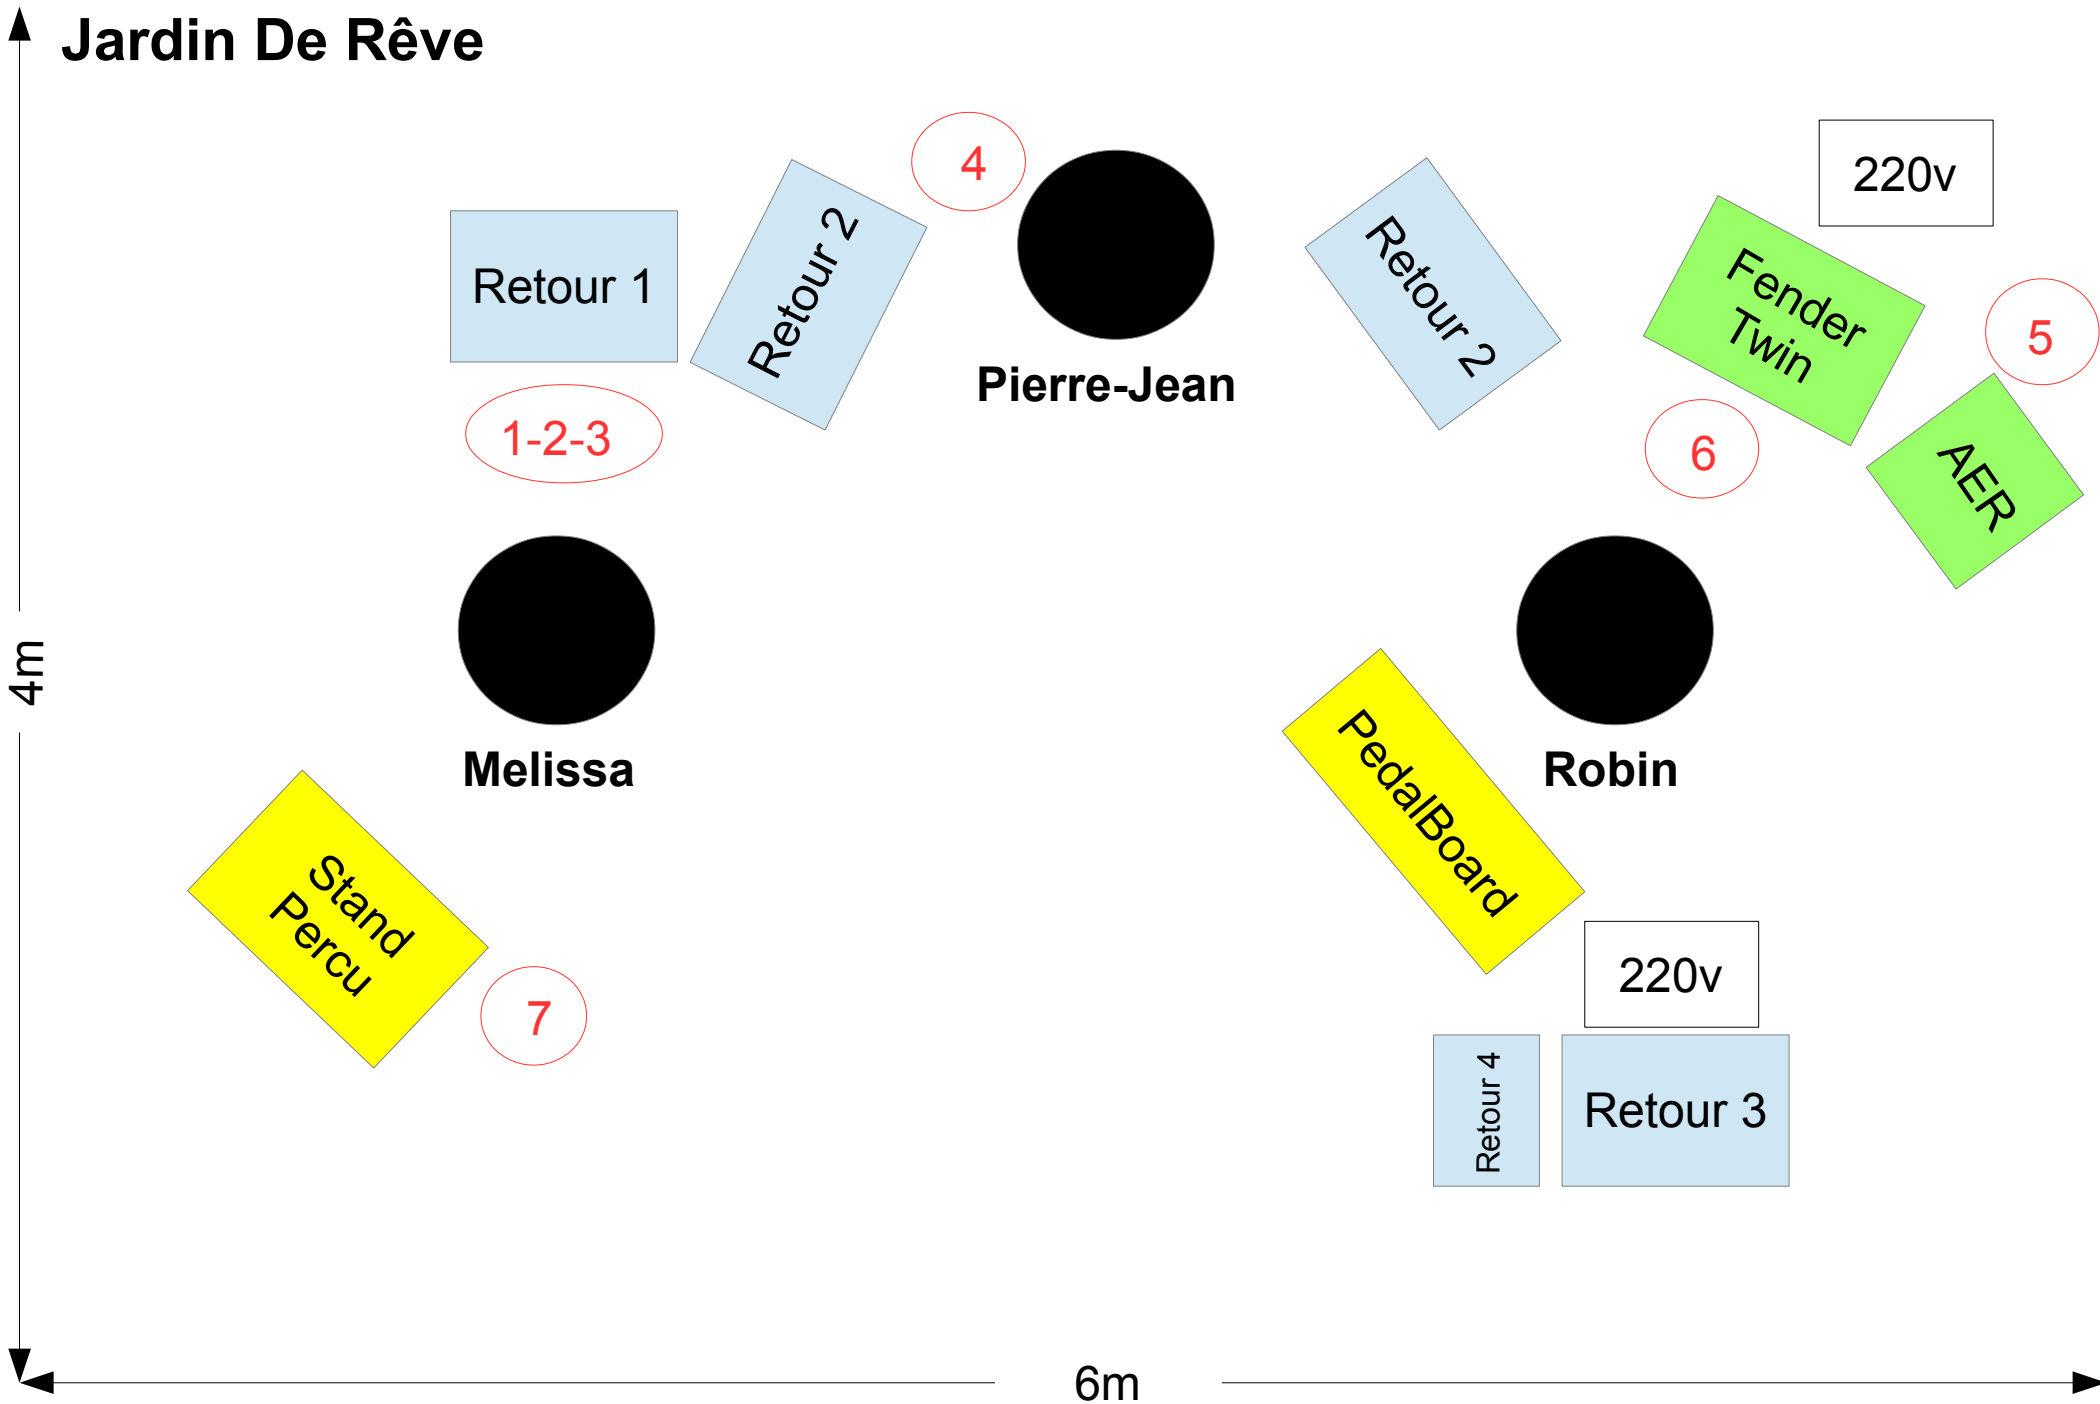 Jardin De Rêve
4
220v
Retour 1
Retour 2
Retour 2
Fender
Twin
5
Pierre-Jean
1-2-3
6
AER
4m
Melissa
Robin
PedalBoard
Stand
Percu
220v
7
Retour 4
Retour 3
6m